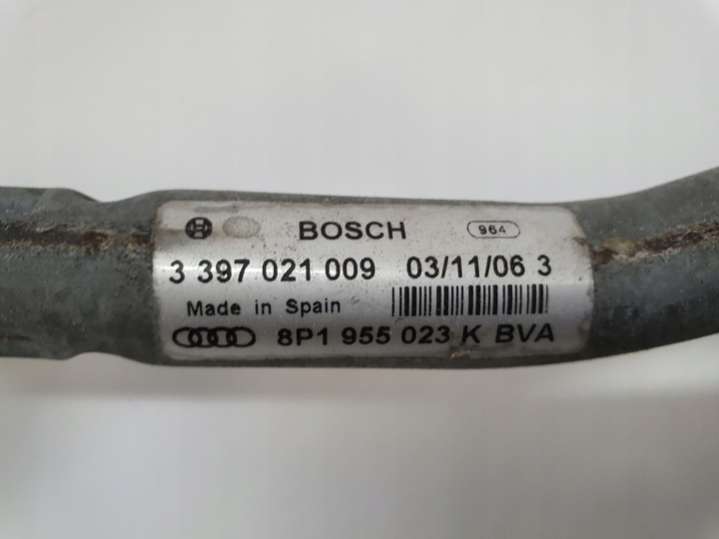 BOSCH 964
3 397 021 009 03/11/06 3
Made in Spain
8P1 955 023 K BVA